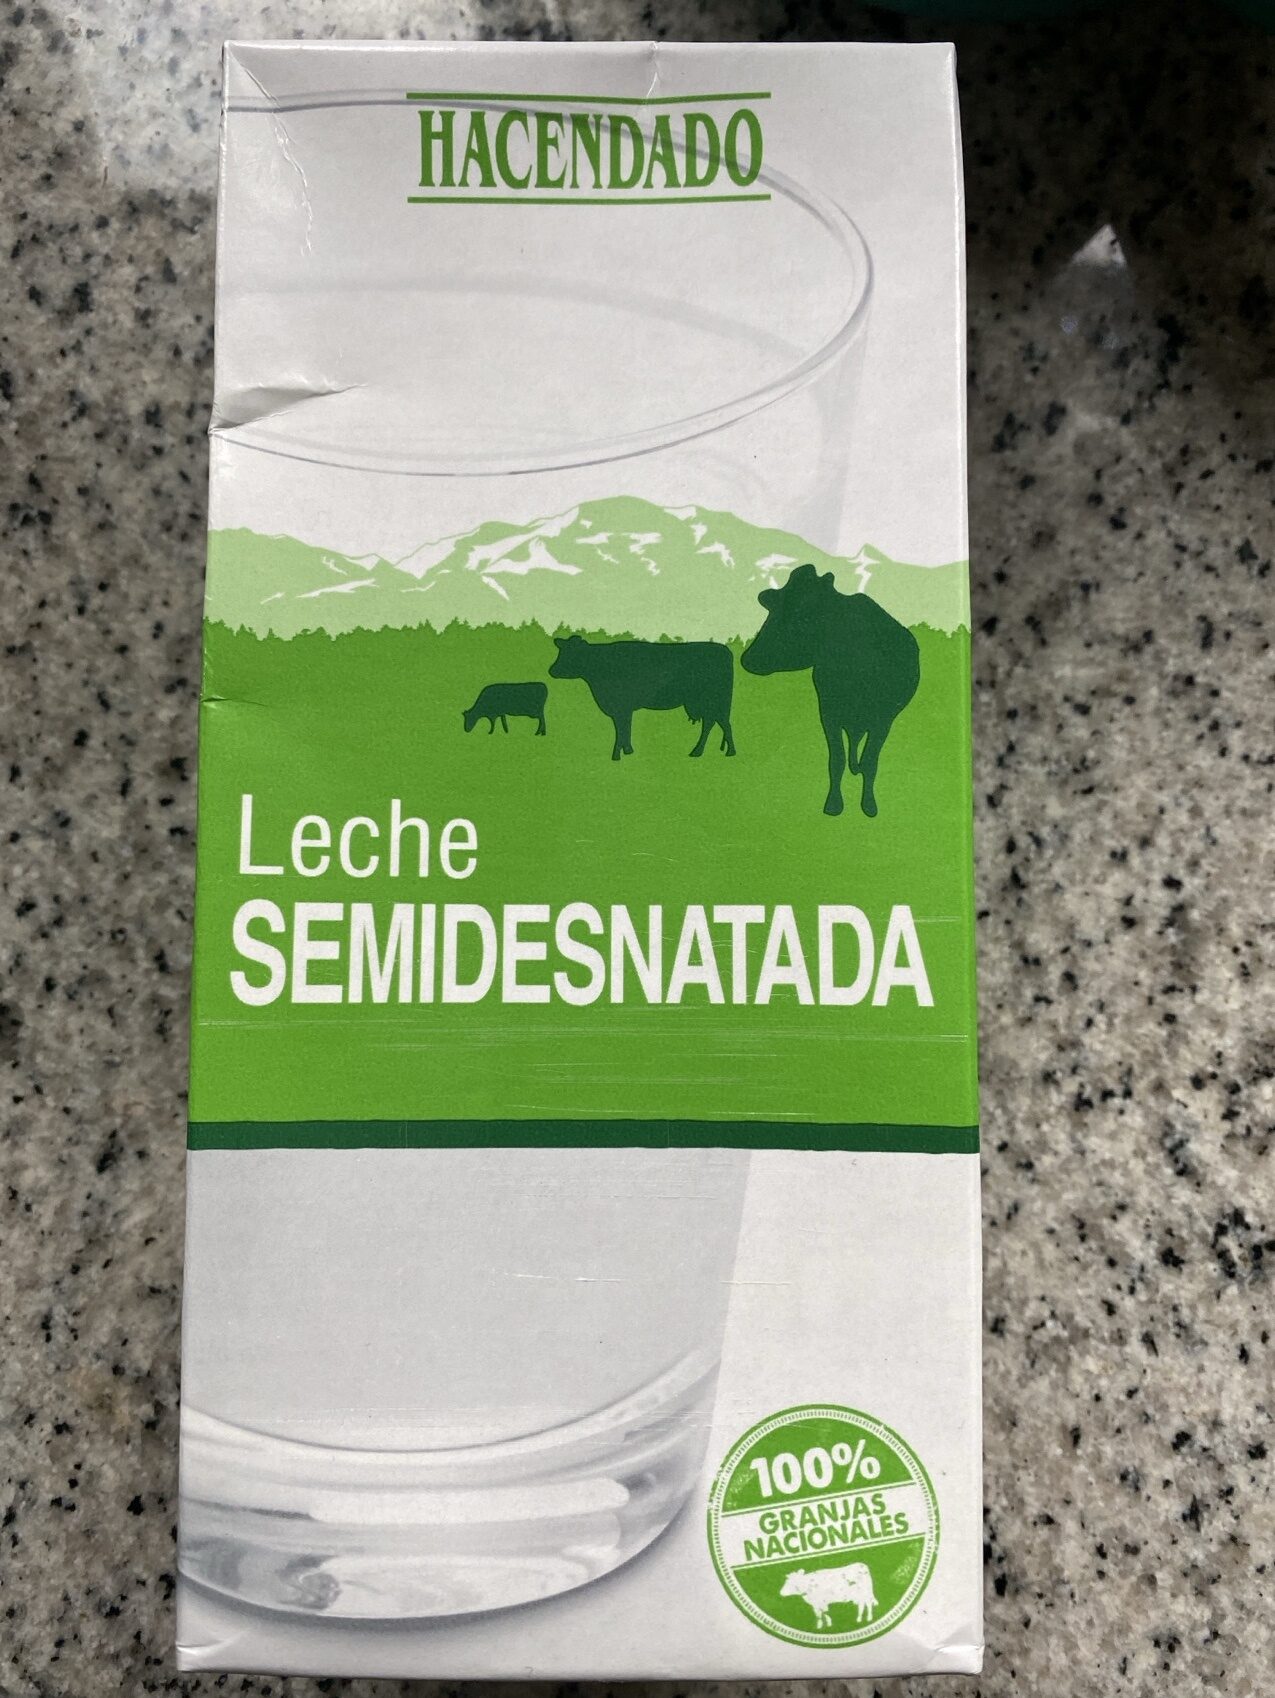 HACENDADO
Leche
SEMIDESNATADA
100%
GRANJAS
NACIONALES